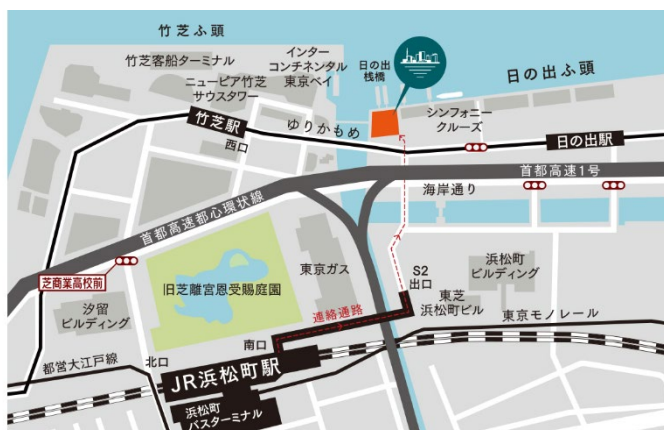 竹芝ふ頭
竹芝客船ターミナル
インター
コンチネンタル
東京ベイ
ニューピア竹芝
サウスタワー
日の出
桟橋
日の出ふ頭
シンフォニー
クルーズ
竹芝駅
西口
ゆりかもめ
日の出駅
首都高速1号
海岸通り
首都高速都心環状線
芝商業高校前
汐留
ビルディング
旧芝離宮恩賜庭園
東京ガス
S2
出口
浜松町
ビルディング
東芝
浜松町ビル
連絡通路
東京モノレール
都営大江戸線
北口
南口
JR浜松町駅
浜松町
バスターミナル